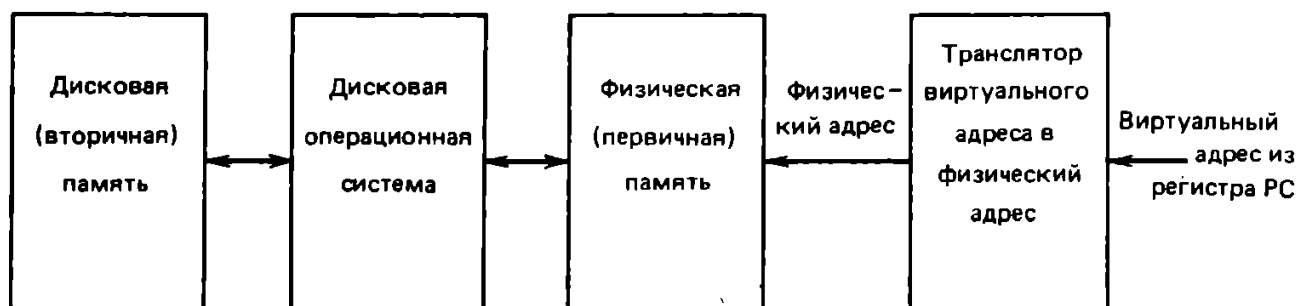 Дисковая
(вторичная)
память
Дисковая
операционная
система
Физическая
(первичная)
память
Физичес-
кий адрес
Транслятор
виртуального
адреса в
физический
адрес
Виртуальный
адрес из
регистра PC